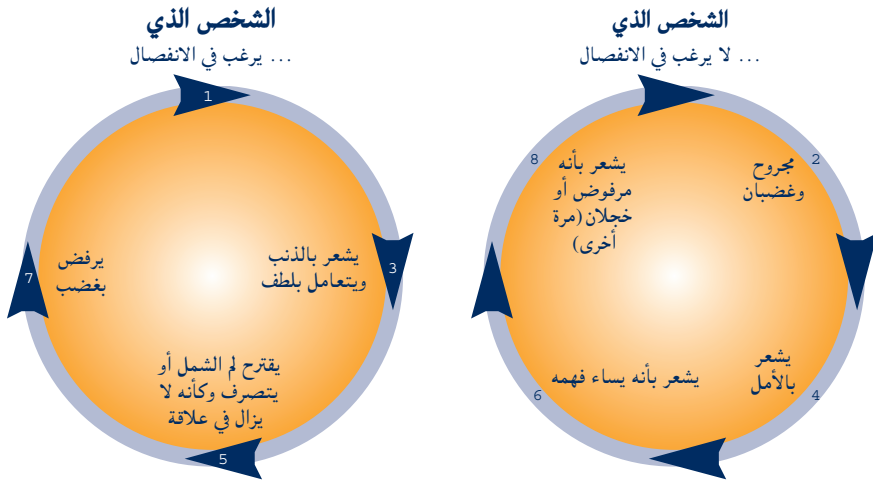 الشخص الذي
... لا يرغب في الانفصال
2
مجروح
وغضبان
8
يشعر بأنه
مرفوض أو
خجلان (مرة
أخرى)
يشعر
بالأمل
4
يشعر بأنه يساء فهمه
6
الشخص الذي
... يرغب في الانفصال
1
3
يشعر بالذنب
ويتعامل بلطف
يرفض
بغضب
7
يقترح لم الشمل أو
يتصرف وكأنه لا
يزال في علاقة
5